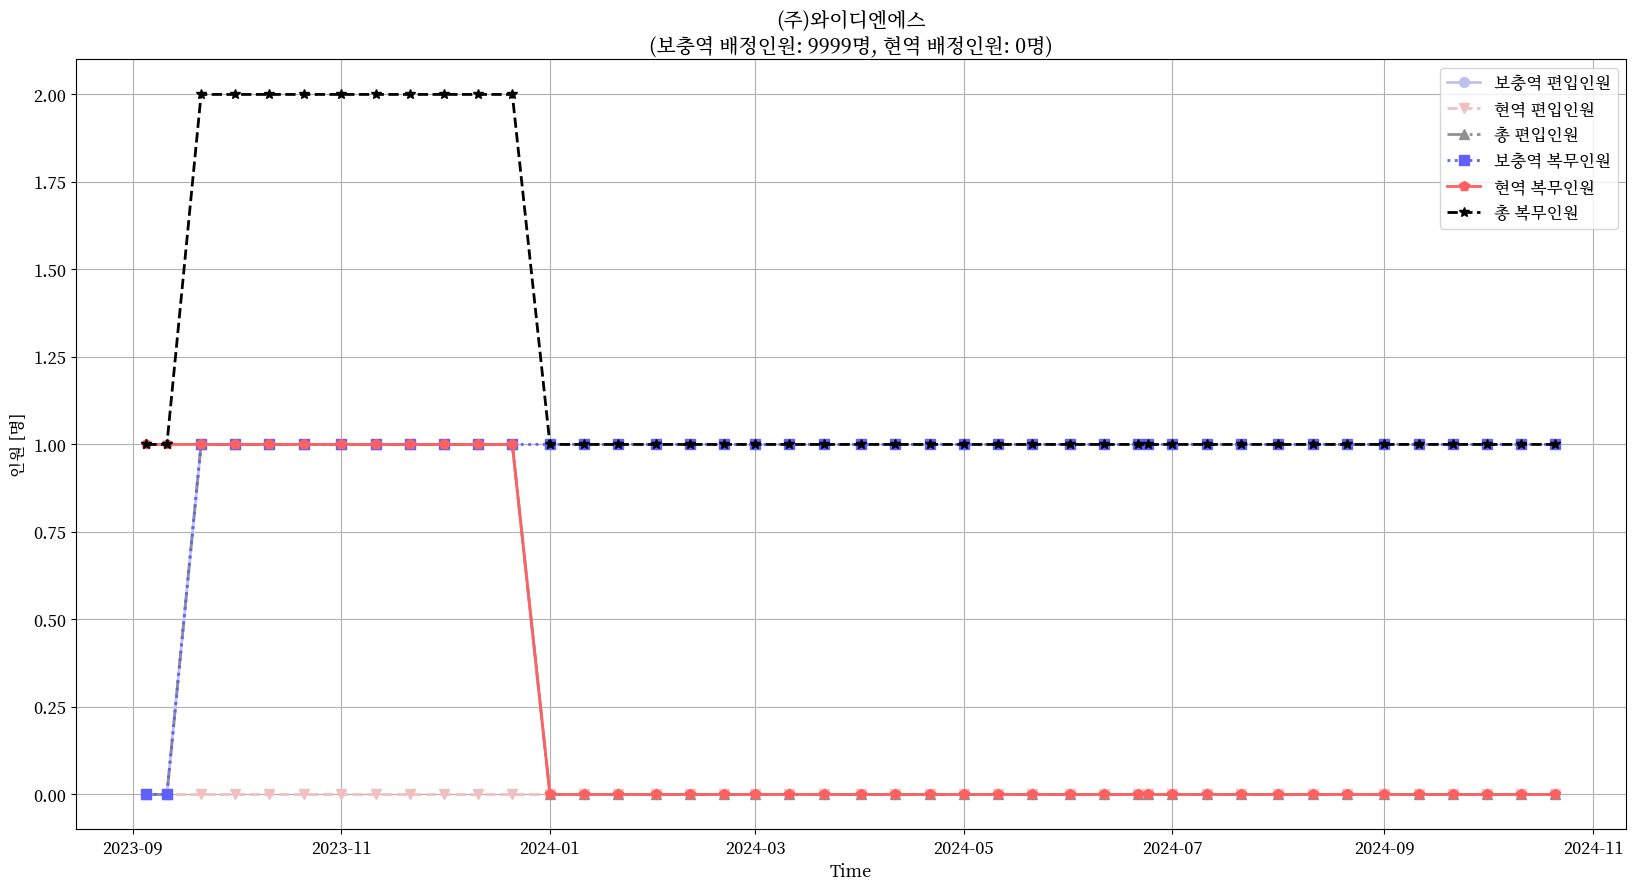 (주)와이디엔에스
(보충역 배정인원: 9999명, 현역 배정인원: 0명)
보충역 편입인원
현역 편입인원
총 편입인원
보충역 복무인원
현역 복무인원
총 복무인원
인원 [명]
2.00
1.75
1.50
1.25
1.00
0.75
0.50
0.25
0.00
2023-09
2023-11
2024-01
2024-03
2024-05
2024-07
2024-09
2024-11
Time